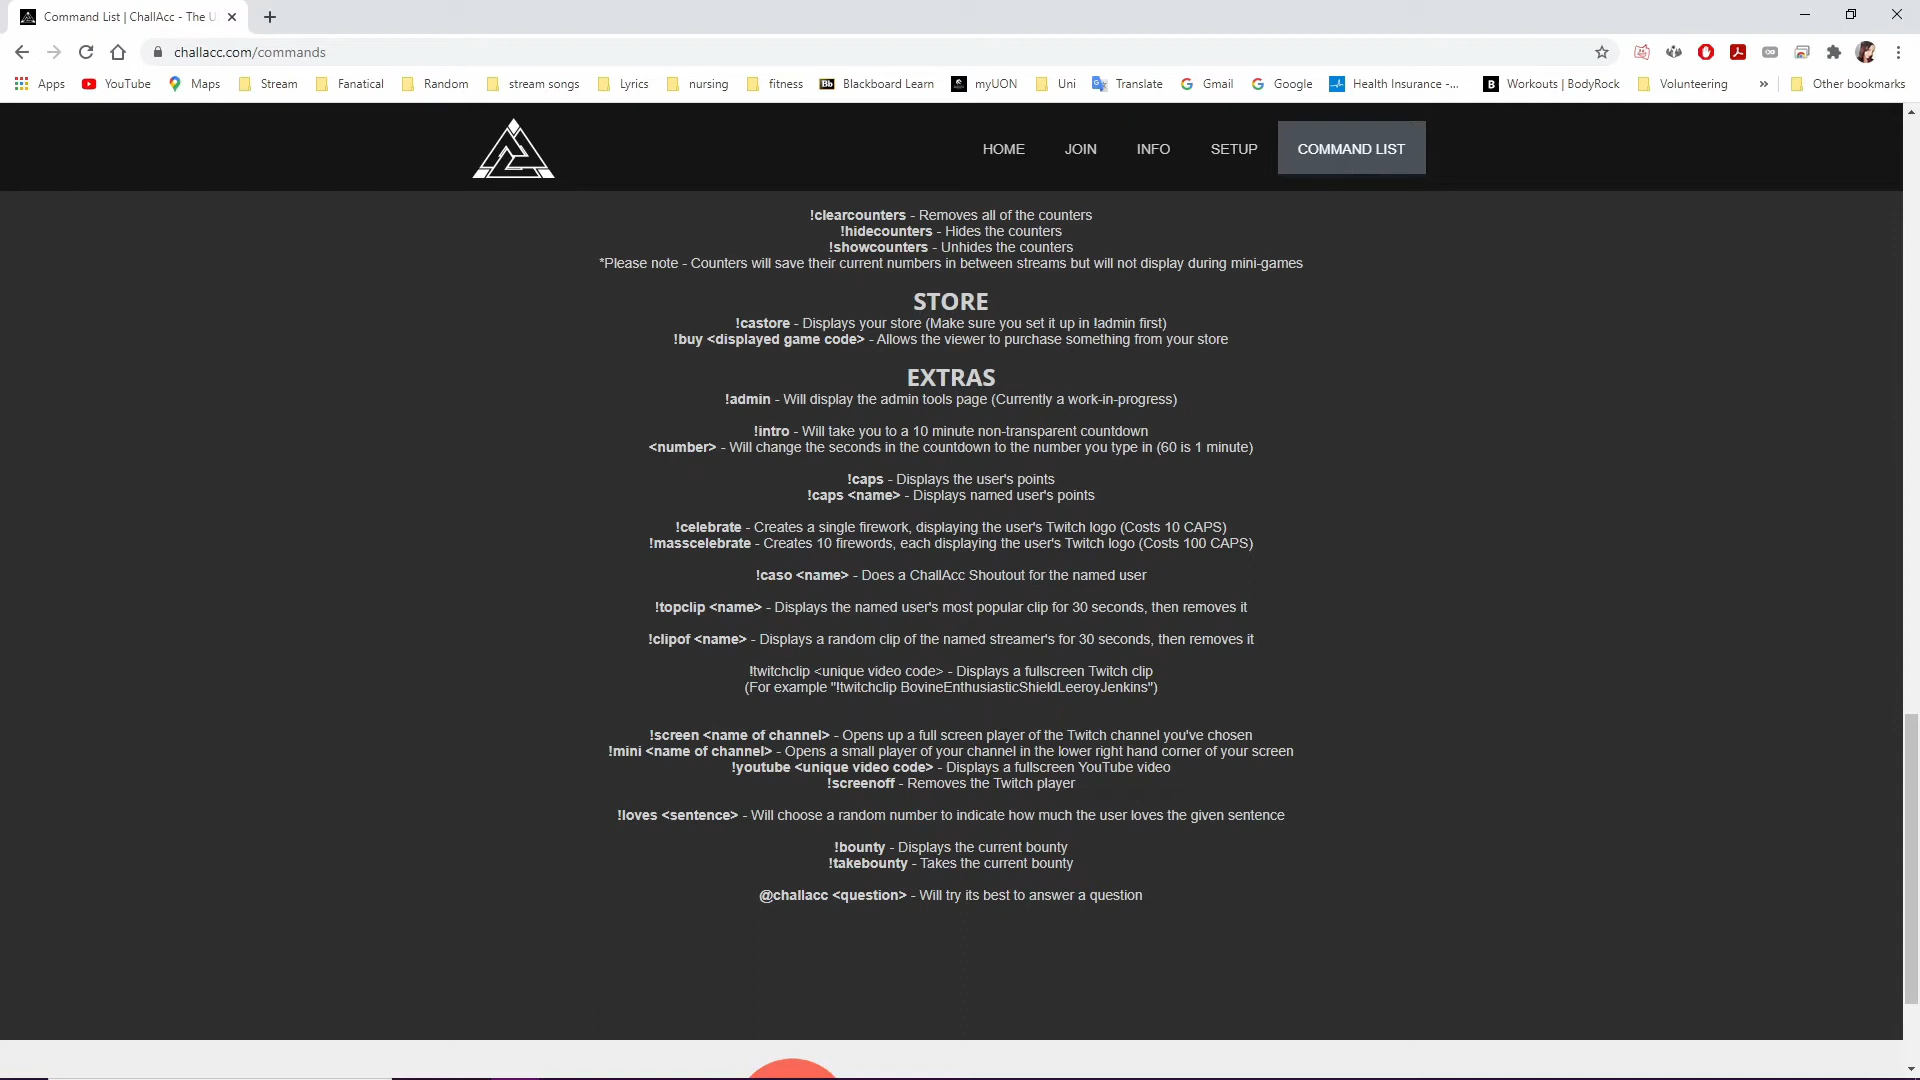 Command List | ChallAcc - The U
challacc.com/commands
Apps YouTube Maps Stream Fanatical Random stream songs Lyrics nursing fitness Bb Blackboard Learn myUON Uni Translate Gmail Google Health Insurance -... B Workouts | BodyRock Volunteering » Other bookmarks
HOME JOIN INFO SETUP COMMAND LIST
!clearcounters - Removes all of the counters
!hidecounters - Hides the counters
!showcounters - Unhides the counters
*Please note - Counters will save their current numbers in between streams but will not display during mini-games
STORE
!castore - Displays your store (Make sure you set it up in !admin first)
!buy <displayed game code> - Allows the viewer to purchase something from your store
EXTRAS
!admin - Will display the admin tools page (Currently a work-in-progress)
!intro - Will take you to a 10 minute non-transparent countdown
<number> - Will change the seconds in the countdown to the number you type in (60 is 1 minute)
!caps - Displays the user's points
!caps <name> - Displays named user's points
!celebrate - Creates a single firework, displaying the user's Twitch logo (Costs 10 CAPS)
!masscelebrate - Creates 10 firewords, each displaying the user's Twitch logo (Costs 100 CAPS)
!caso <name> - Does a ChallAcc Shoutout for the named user
!topclip <name> - Displays the named user's most popular clip for 30 seconds, then removes it
!clipof <name> - Displays a random clip of the named streamer's for 30 seconds, then removes it
!twitchclip <unique video code> - Displays a fullscreen Twitch clip
(For example "!twitchclip BovineEnthusiasticShieldLeeroyJenkins")
!screen <name of channel> - Opens up a full screen player of the Twitch channel you've chosen
!mini <name of channel> - Opens a small player of your channel in the lower right hand corner of your screen
!youtube <unique video code> - Displays a fullscreen YouTube video
!screenoff - Removes the Twitch player
!loves <sentence> - Will choose a random number to indicate how much the user loves the given sentence
!bounty - Displays the current bounty
!takebounty - Takes the current bounty
@challacc <question> - Will try its best to answer a question